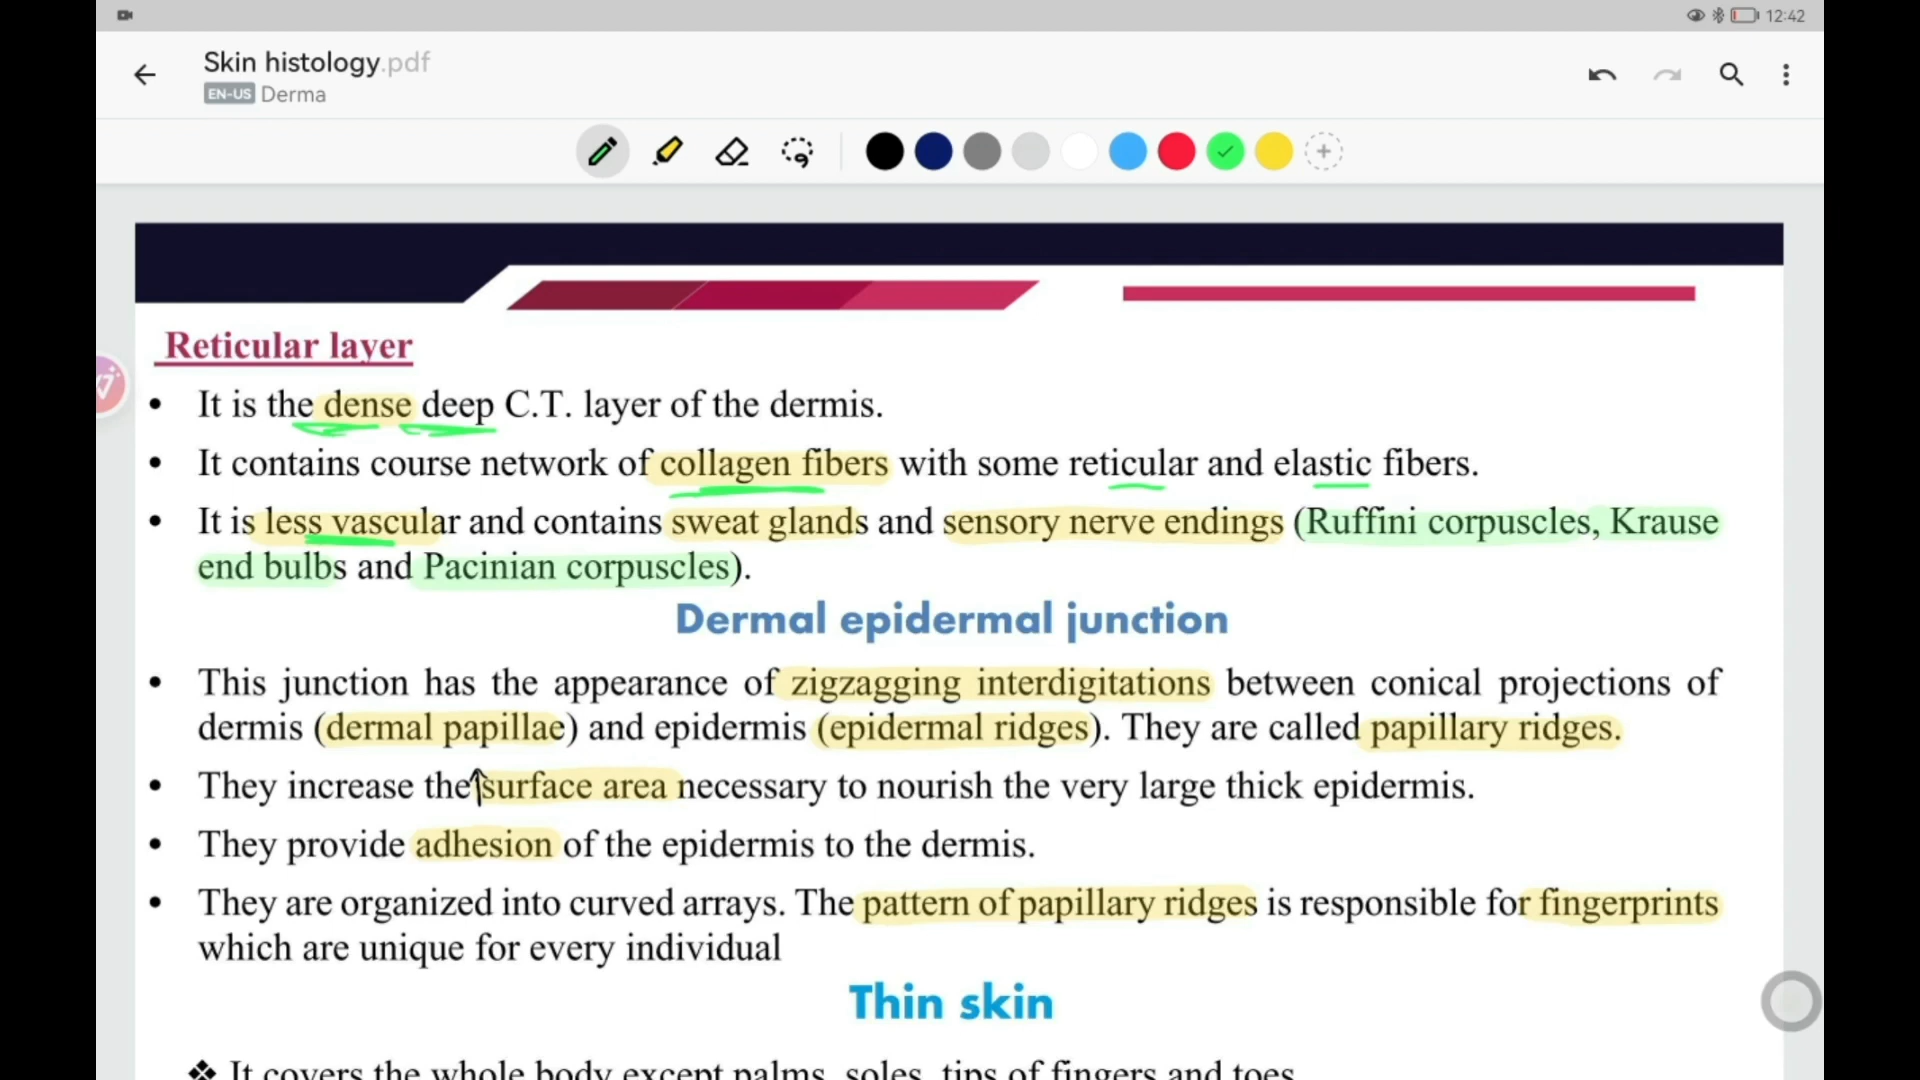 12:42
Skin histology.pdf
EN-US Derma
Reticular layer
• It is the dense deep C.T. layer of the dermis.
• It contains course network of collagen fibers with some reticular and elastic fibers.
• It is less vascular and contains sweat glands and sensory nerve endings (Ruffini corpuscles, Krause
end bulbs and Pacinian corpuscles).
Dermal epidermal junction
• This junction has the appearance of zigzagging interdigitations between conical projections of
dermis (dermal papillae) and epidermis (epidermal ridges). They are called papillary ridges.
• They increase the surface area necessary to nourish the very large thick epidermis.
• They provide adhesion of the epidermis to the dermis.
• They are organized into curved arrays. The pattern of papillary ridges is responsible for fingerprints
which are unique for every individual
Thin skin
❖ It covers the whole body except palms, soles, tips of fingers and toes